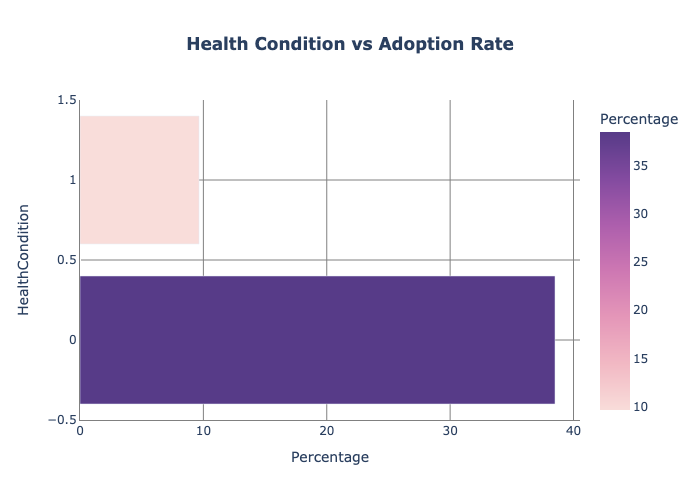 Health Condition vs Adoption Rate
Percentage
1.5
1
0.5
0
−0.5
HealthCondition
0 10 20 30 40
Percentage
35
30
25
20
15
10